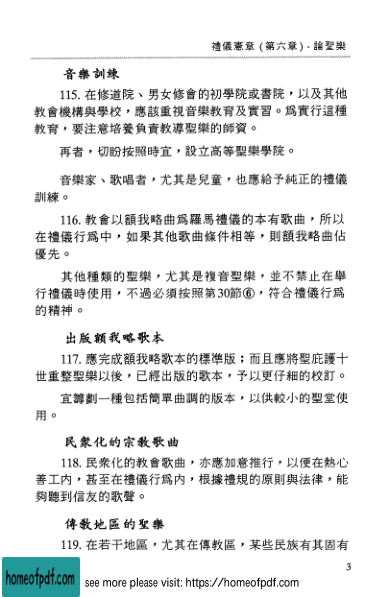 禮儀憲章（第六章）- 論聖樂
音樂訓練
115. 在修道院、男女修會的初學院或書院，以及其他
教會機構與學校，應該重視音樂教育及實習。爲實行這種
教育，要注意培養負責教導聖樂的師資。
再者，切盼按照時宜，設立高等聖樂學院。
音樂家、歌唱者，尤其是兒童，也應給予純正的禮儀
訓練。
116. 教會以額我略曲爲羅馬禮儀的本有歌曲，所以
在禮儀行爲中，如果其他歌曲條件相等，則額我略曲佔
優先。
其他種類的聖樂，尤其是複音聖樂，並不禁止在舉
行禮儀時使用，不過必須按照第30節⑥，符合禮儀行爲
的精神。
出版額我略歌本
117. 應完成額我略歌本的標準版；而且應將聖庇護十
世重整聖樂以後，已經出版的歌本，予以更仔細的校訂。
宜籌劃一種包括簡單曲調的版本，以供較小的聖堂使
用。
民衆化的宗教歌曲
118. 民衆化的教會歌曲，亦應加意推行，以便在熱心
善工內，甚至在禮儀行爲內，根據禮規的原則與法律，能
夠聽到信友的歌聲。
傳教地區的聖樂
119. 在若干地區，尤其在傳教區，某些民族有其固有
3
homeofpdf.com
see more please visit: https://homeofpdf.com